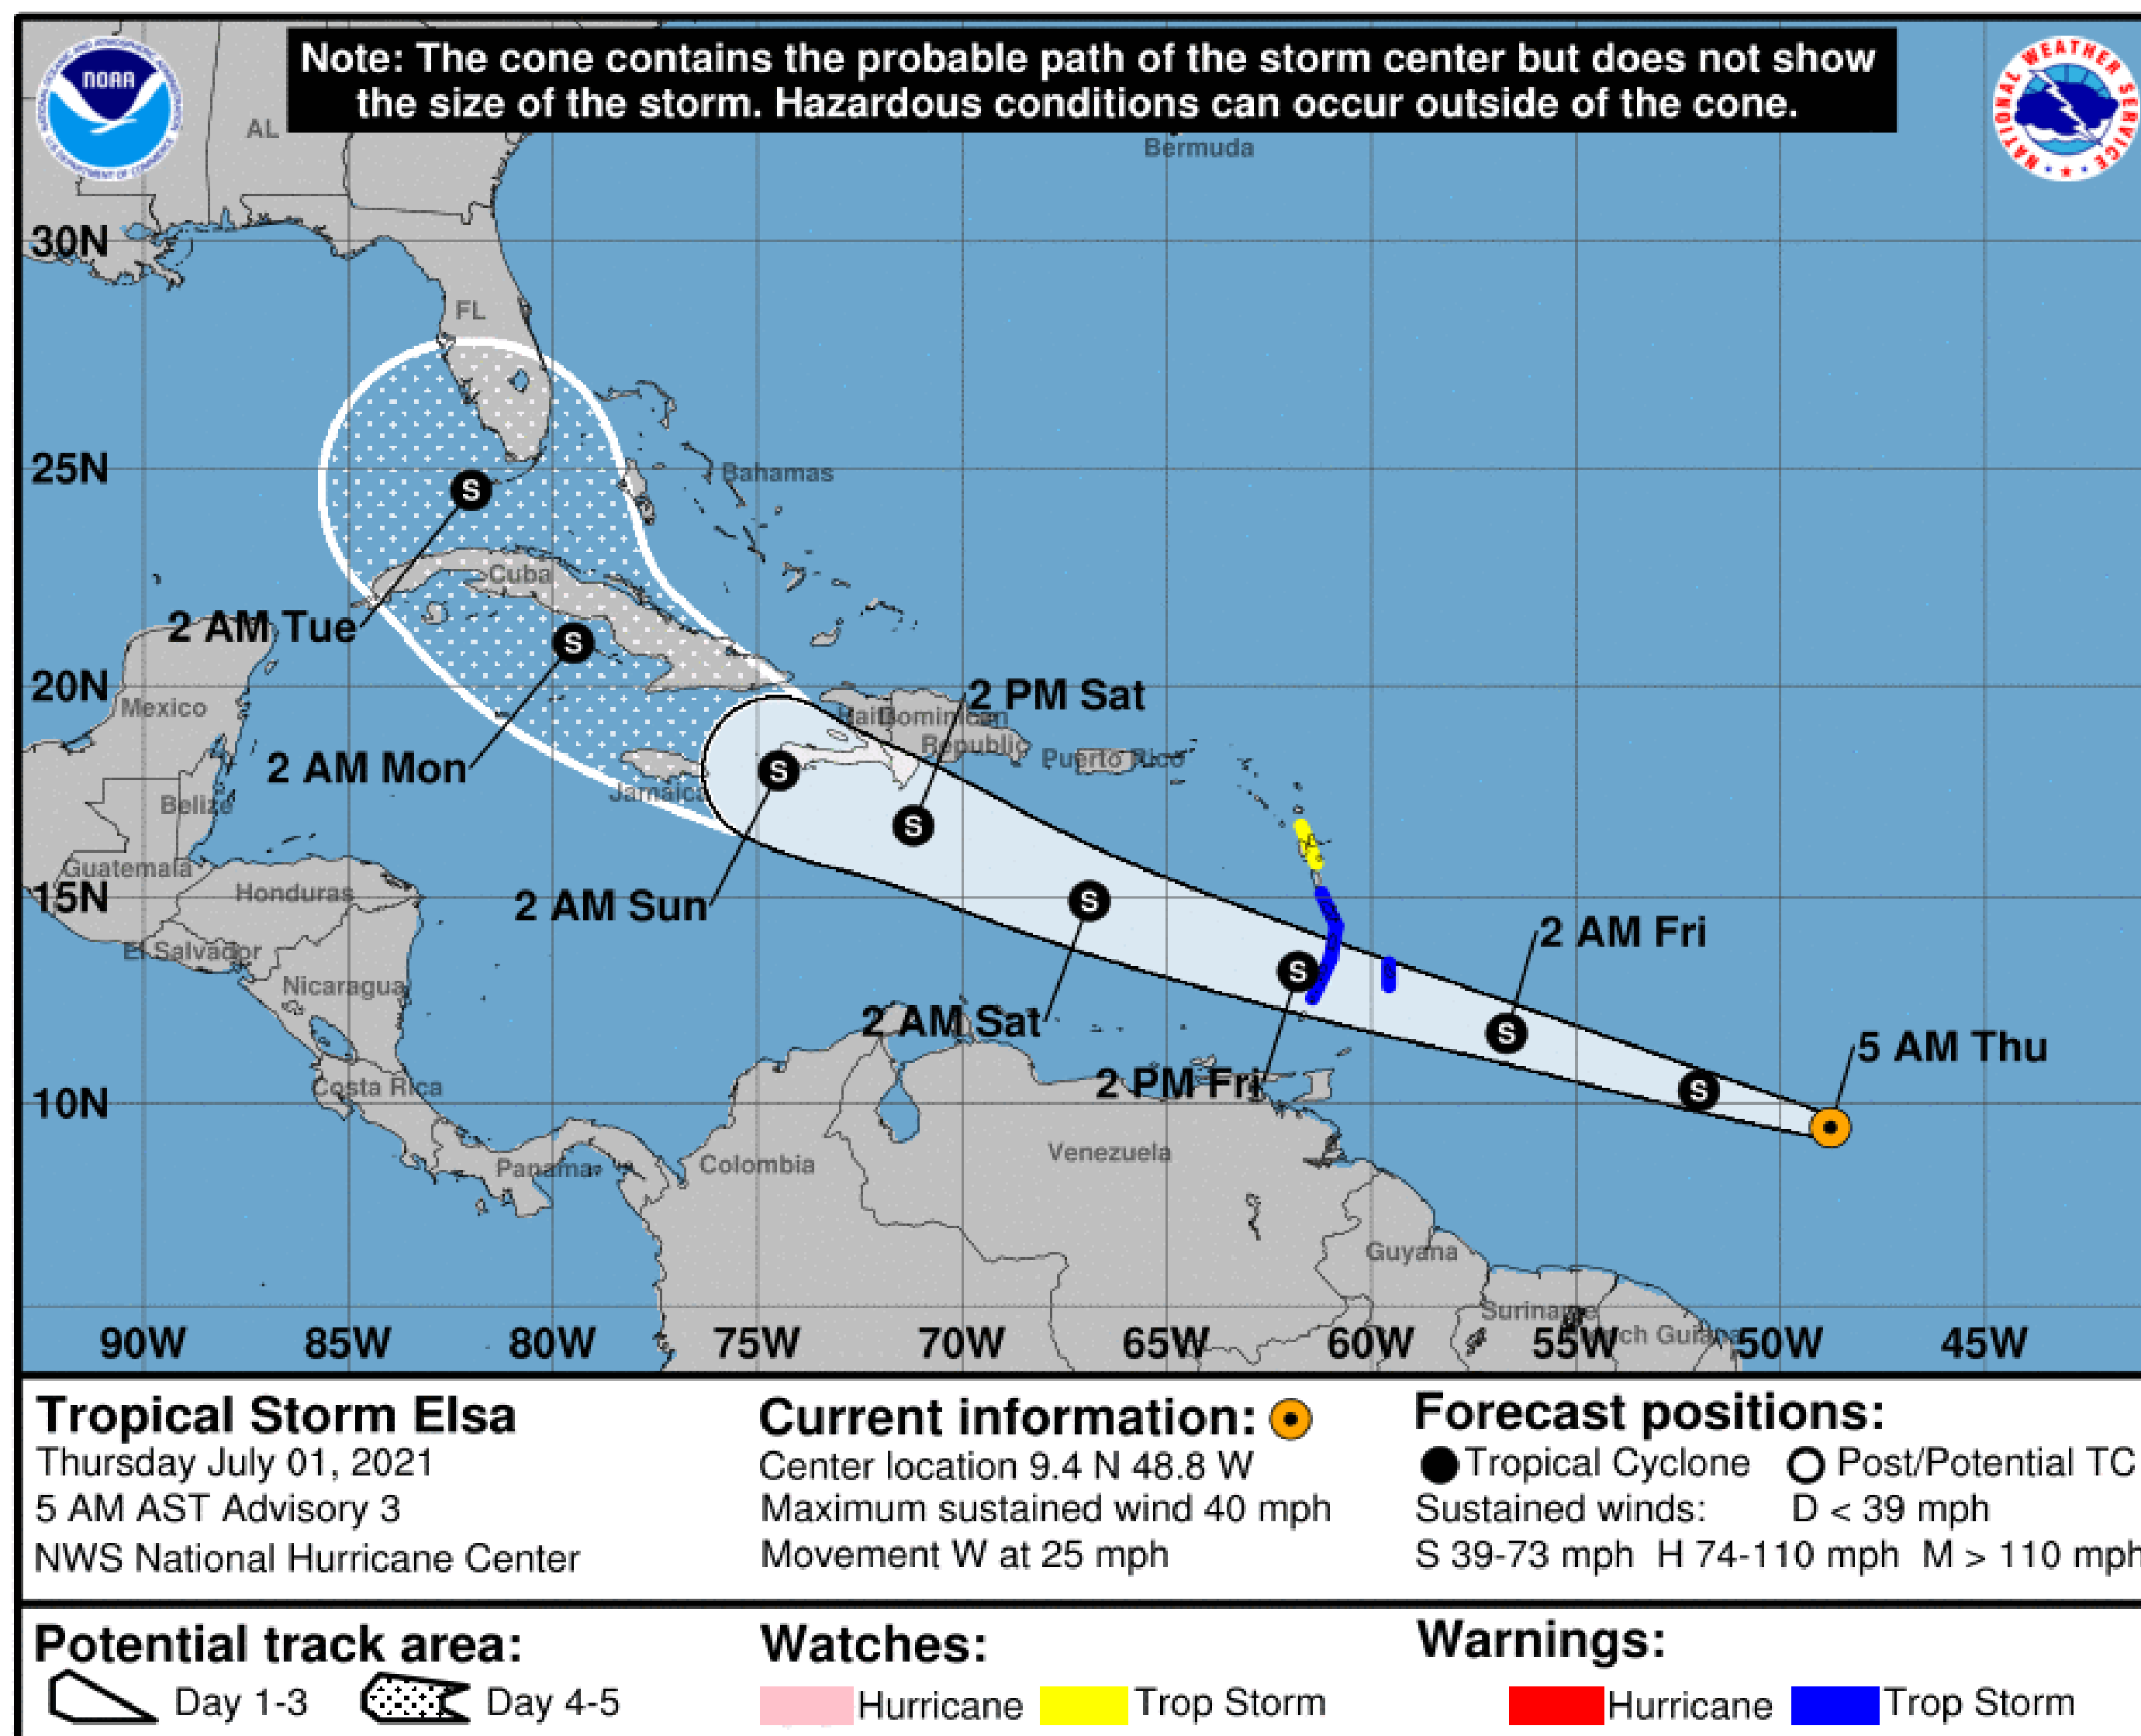 Note: The cone contains the probable path of the storm center but does not show
the size of the storm. Hazardous conditions can occur outside of the cone.
NOAA
NATIONAL WEATHER SERVICE
AL
Bermuda
30N
FL
25N
Bahamas
Cuba
2 AM Tue
20N
Mexico
2 PM Sat
Haiti
Dominican
Republic
Puerto Rico
2 AM Mon
Jamaica
Belize
Guatemala
Honduras
15N
2 AM Sun
2 AM Fri
El Salvador
Nicaragua
2 AM Sat
5 AM Thu
2 PM Fri
Costa Rica
10N
Panama
Colombia
Venezuela
Guyana
Suriname
90W 85W 80W 75W 70W 65W 60W 55W 50W 45W
S
S
S
S
S
S
S
S
Tropical Storm Elsa
Thursday July 01, 2021
5 AM AST Advisory 3
NWS National Hurricane Center
Current information:
Center location 9.4 N 48.8 W
Maximum sustained wind 40 mph
Movement W at 25 mph
Forecast positions:
Tropical Cyclone Post/Potential TC
Sustained winds: D < 39 mph
S 39-73 mph H 74-110 mph M > 110 mph
Potential track area:
Day 1-3 Day 4-5
Watches:
Hurricane Trop Storm
Warnings:
Hurricane Trop Storm